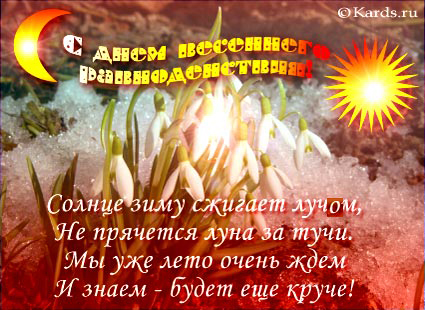 ©Kards.ru
С днем весеннего
равноденствия!
Солнце зиму сжигает лучом,
Не прячется луна за тучи.
Мы уже лето очень ждем
И знаем - будет еще круче!